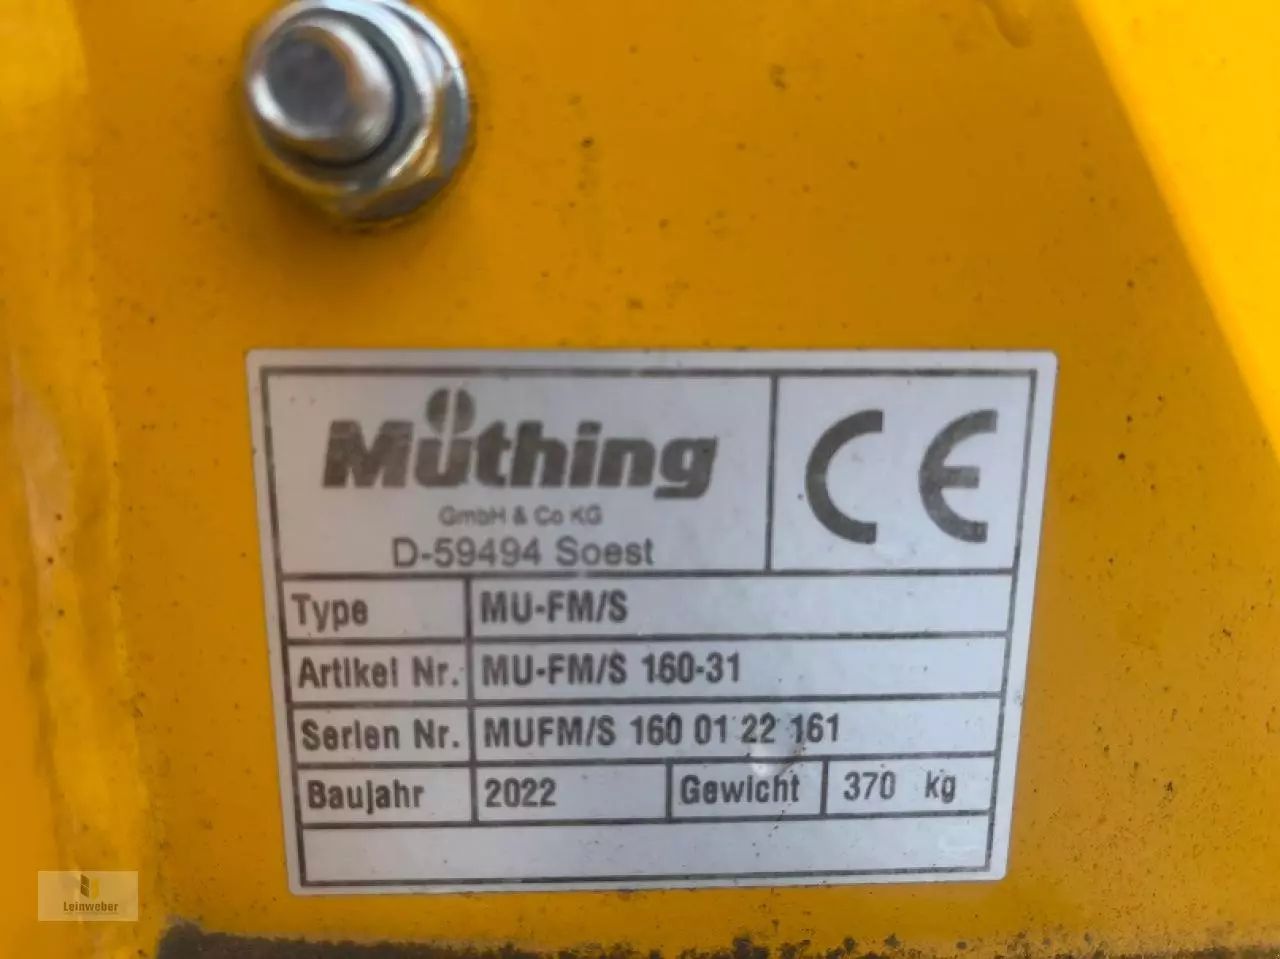 Müthing
GmbH & Co KG
D-59494 Soest
CE
Type MU-FM/S
Artikel Nr. MU-FM/S 160-31
Serien Nr. MUFM/S 160 01 22 161
Baujahr 2022 Gewicht 370 kg
Leinweber